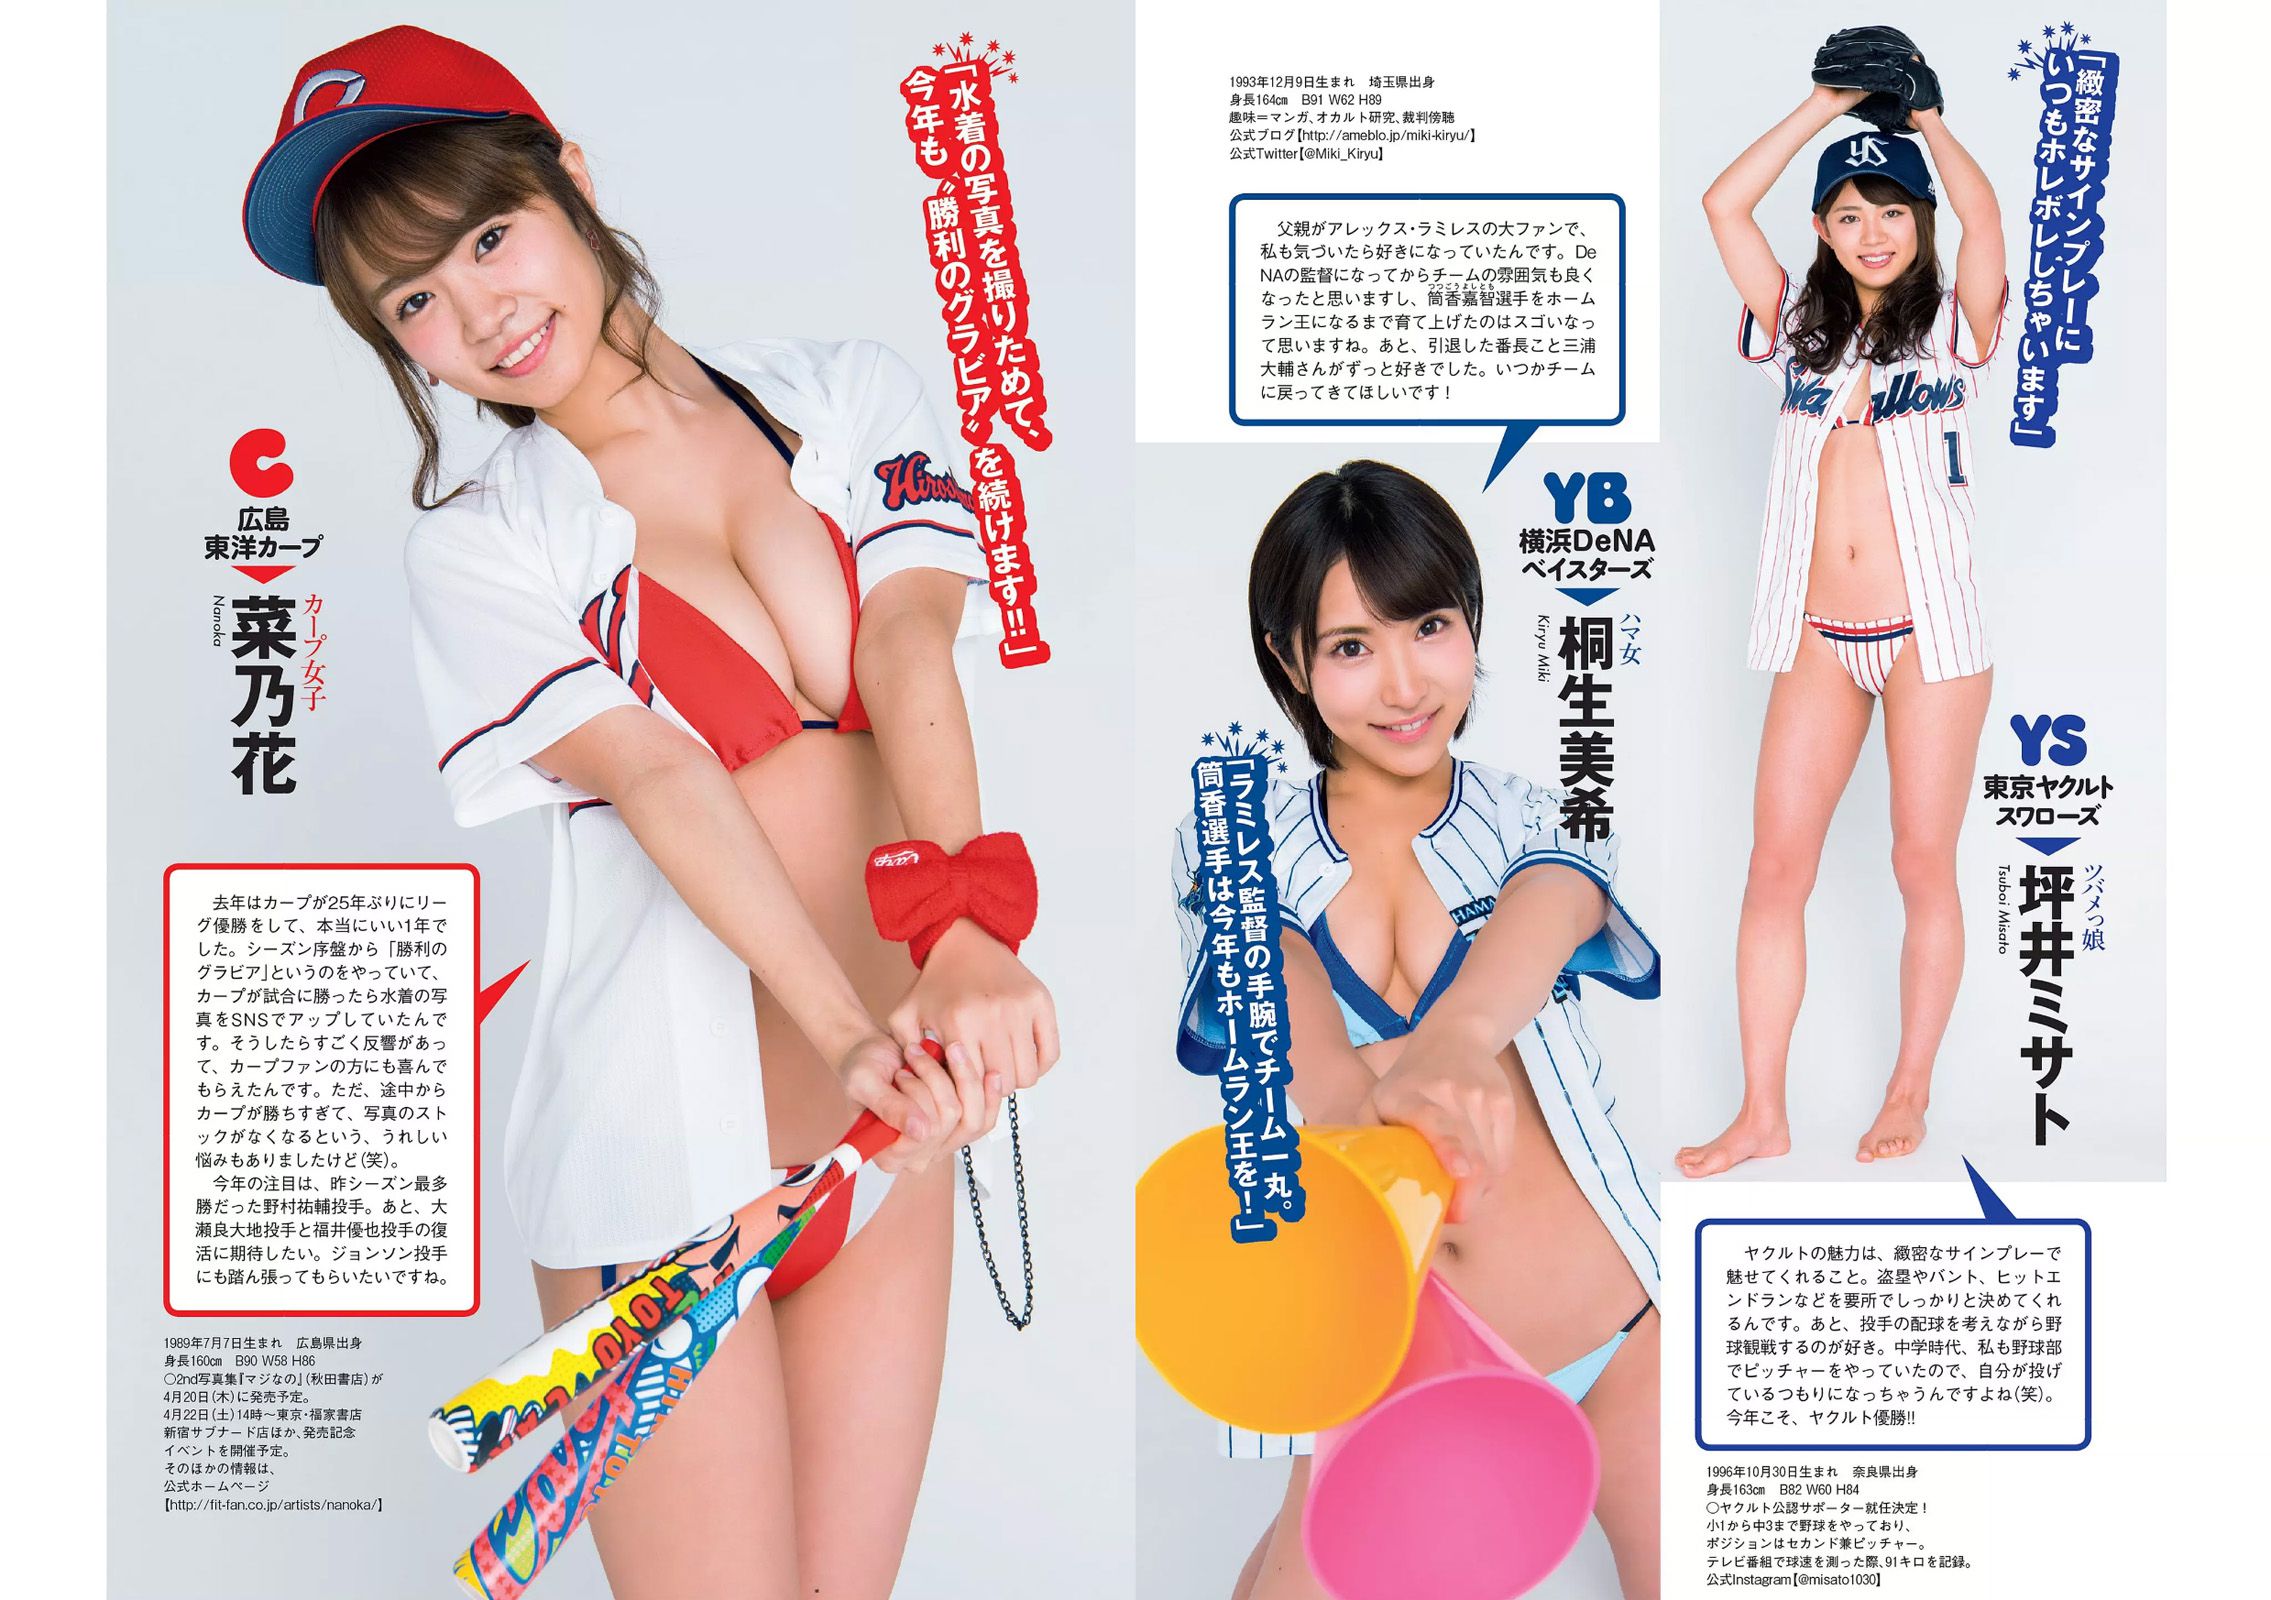 「水着の写真を撮りためて、
今年も〝勝利のグラビア〟を続けます!!」
Hiroshima
C
広島
東洋カープ
カープ女子
菜乃花
Nanoka
去年はカープが25年ぶりにリー
グ優勝をして、本当にいい1年で
した。シーズン序盤から「勝利の
グラビア」というのをやっていて、
カープが試合に勝ったら水着の写
真をSNSでアップしていたんで
す。そうしたらすごく反響があっ
て、カープファンの方にも喜んで
もらえたんです。ただ、途中から
カープが勝ちすぎて、写真のスト
ックがなくなるという、うれしい
悩みもありましたけど(笑)。
今年の注目は、昨シーズン最多
勝だった野村祐輔投手。あと、大
瀬良大地投手と福井優也投手の復
活に期待したい。ジョンソン投手
にも踏ん張ってもらいたいですね。
1989年7月7日生まれ　広島県出身
身長160㎝　B90 W58 H86
○2nd写真集『マジなの』(秋田書店)が
4月20日(木)に発売予定。
4月22日(土)14時〜東京・福家書店
新宿サブナード店ほか、発売記念
イベントを開催予定。
そのほかの情報は、
公式ホームページ
【http://fit-fan.co.jp/artists/nanoka/】
1993年12月9日生まれ　埼玉県出身
身長164㎝　B91 W62 H89
趣味＝マンガ、オカルト研究、裁判傍聴
公式ブログ【http://ameblo.jp/miki-kiryu/】
公式Twitter【@Miki_Kiryu】
父親がアレックス・ラミレスの大ファンで、
私も気づいたら好きになっていたんです。De
NAの監督になってからチームの雰囲気も良く
なったと思いますし、筒香嘉智選手をホーム
つつごうよしとも
ラン王になるまで育て上げたのはスゴいなっ
て思いますね。あと、引退した番長こと三浦
大輔さんがずっと好きでした。いつかチーム
に戻ってきてほしいです！
YB
横浜DeNA
ベイスターズ
ハマ女
桐生美希
Kiryu Miki
「ラミレス監督の手腕でチーム一丸。
筒香選手は今年もホームラン王を！」
「緻密なサインプレーに
いつもホレボレしちゃいます」
YS
Swallows
1
YS
東京ヤクルト
スワローズ
ツバメっ娘
坪井ミサト
Tsuboi Misato
ヤクルトの魅力は、緻密なサインプレーで
魅せてくれること。盗塁やバント、ヒットエ
ンドランなどを要所でしっかりと決めてくれ
るんです。あと、投手の配球を考えながら野
球観戦するのが好き。中学時代、私も野球部
でピッチャーをやっていたので、自分が投げ
ているつもりになっちゃうんですよね(笑)。
今年こそ、ヤクルト優勝!!
1996年10月30日生まれ　奈良県出身
身長163㎝　B82 W60 H84
○ヤクルト公認サポーター就任決定！
小1から中3まで野球をやっており、
ポジションはセカンド兼ピッチャー。
テレビ番組で球速を測った際、91キロを記録。
公式Instagram【@misato1030】